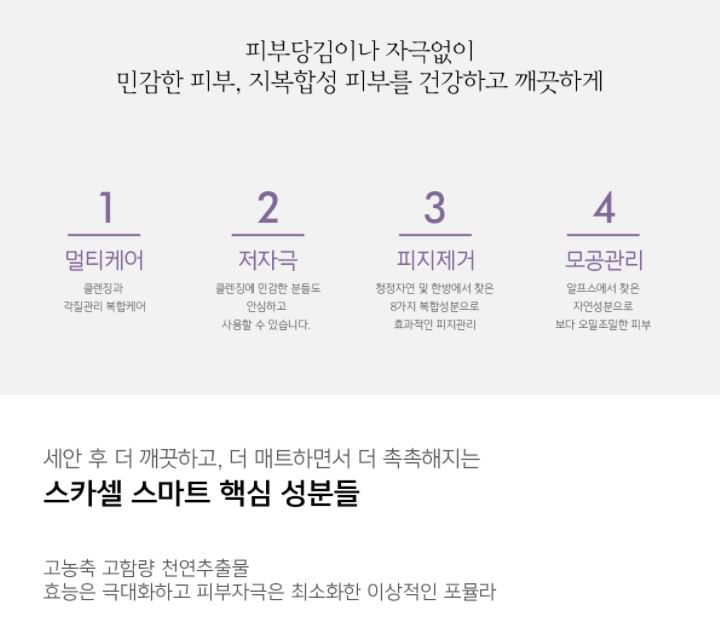 피부당김이나 자극없이
민감한 피부, 지복합성 피부를 건강하고 깨끗하게
1
멀티케어
클렌징과
각질관리 복합케어
2
저자극
클렌징에 민감한 분들도
안심하고
사용할 수 있습니다.
3
피지제거
청정자연 및 한방에서 찾은
8가지 복합성분으로
효과적인 피지관리
4
모공관리
알프스에서 찾은
자연성분으로
보다 오밀조밀한 피부
세안 후 더 깨끗하고, 더 매트하면서 더 촉촉해지는
스카셀 스마트 핵심 성분들
고농축 고함량 천연추출물
효능은 극대화하고 피부자극은 최소화한 이상적인 포뮬라